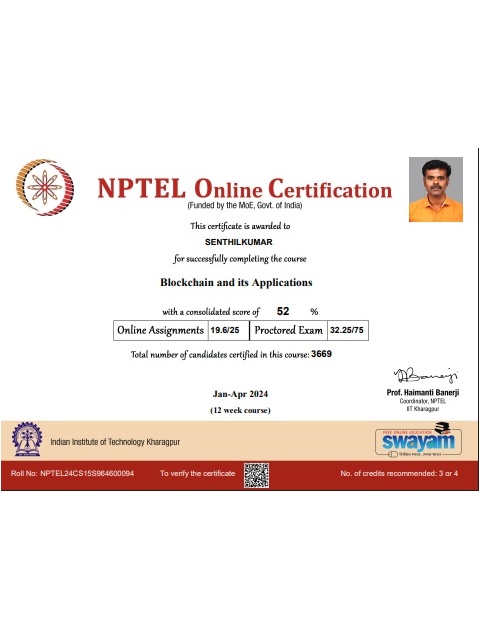 NPTEL Online Certification
(Funded by the MoE, Govt. of India)
This certificate is awarded to
SENTHILKUMAR
for successfully completing the course
Blockchain and its Applications
with a consolidated score of 52 %
Online Assignments 19.6/25 Proctored Exam 32.25/75
Total number of candidates certified in this course: 3669
Jan-Apr 2024
(12 week course)
Prof. Haimanti Banerji
Coordinator, NPTEL
IIT Kharagpur
Indian Institute of Technology Kharagpur
FREE ONLINE EDUCATION
swayam
Roll No: NPTEL24CS15S964600094 To verify the certificate No. of credits recommended: 3 or 4